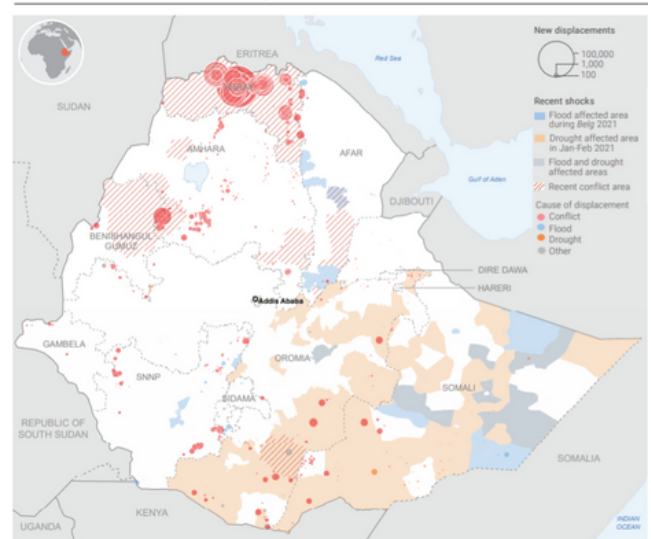 New displacements
100,000
1,000
100
Recent shocks
Flood affected area
during Belg 2021
Drought affected area
in Jan-Feb 2021
Flood and drought
affected areas
Recent conflict area
Cause of displacement
Conflict
Flood
Drought
Other
ERITREA
Red Sea
SUDAN
TIGRAY
AMHARA
AFAR
Gulf of Aden
DJIBOUTI
BENISHANGUL
GUMUZ
DIRE DAWA
HARERI
Addis Ababa
GAMBELA
OROMIA
SNNP
SOMALI
SIDAMA
REPUBLIC OF
SOUTH SUDAN
SOMALIA
KENYA
UGANDA
INDIAN
OCEAN